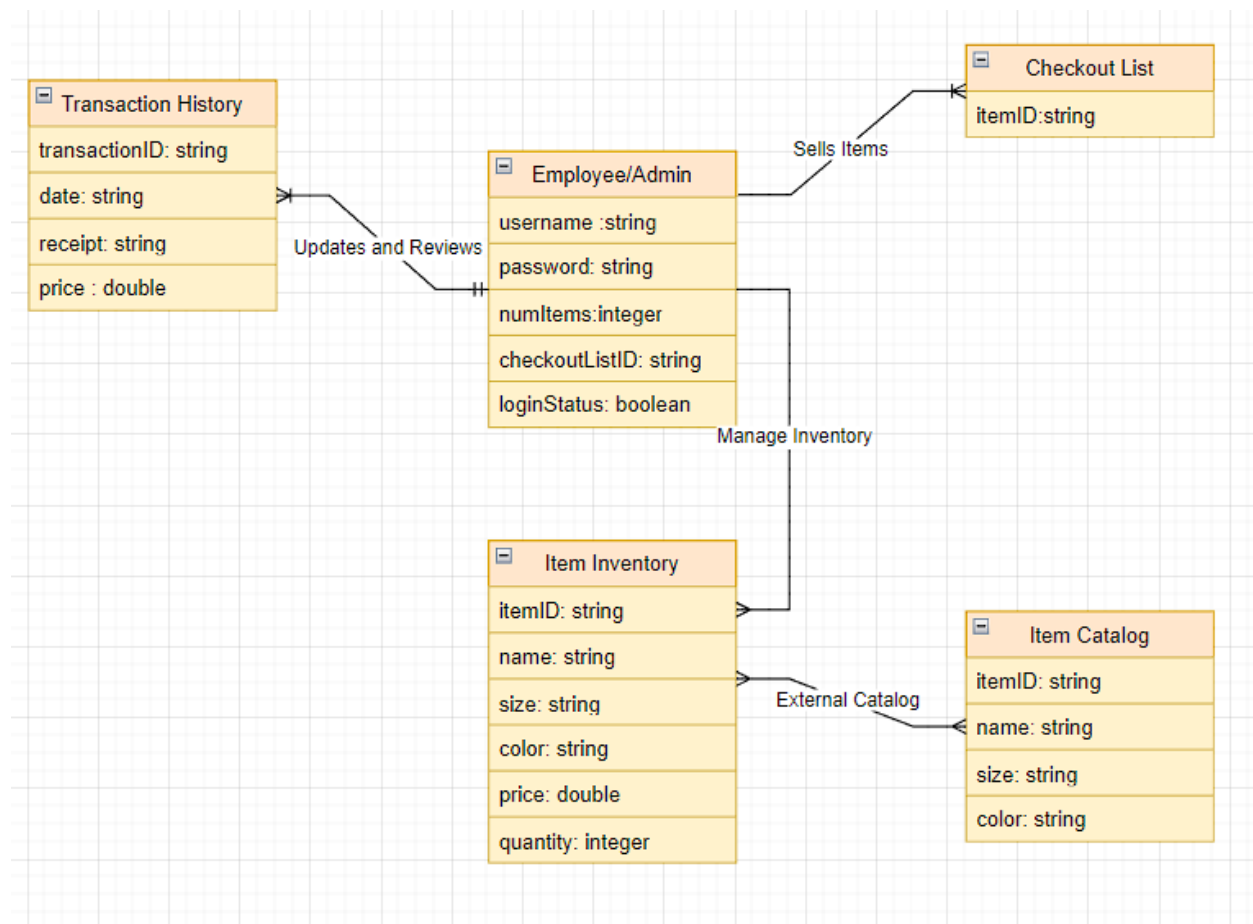 Transaction History
transactionID: string
date: string
receipt: string
price : double
Updates and Reviews
Employee/Admin
username :string
password: string
numItems:integer
checkoutListID: string
loginStatus: boolean
Sells Items
Checkout List
itemID:string
Manage Inventory
Item Inventory
itemID: string
name: string
size: string
color: string
price: double
quantity: integer
External Catalog
Item Catalog
itemID: string
name: string
size: string
color: string